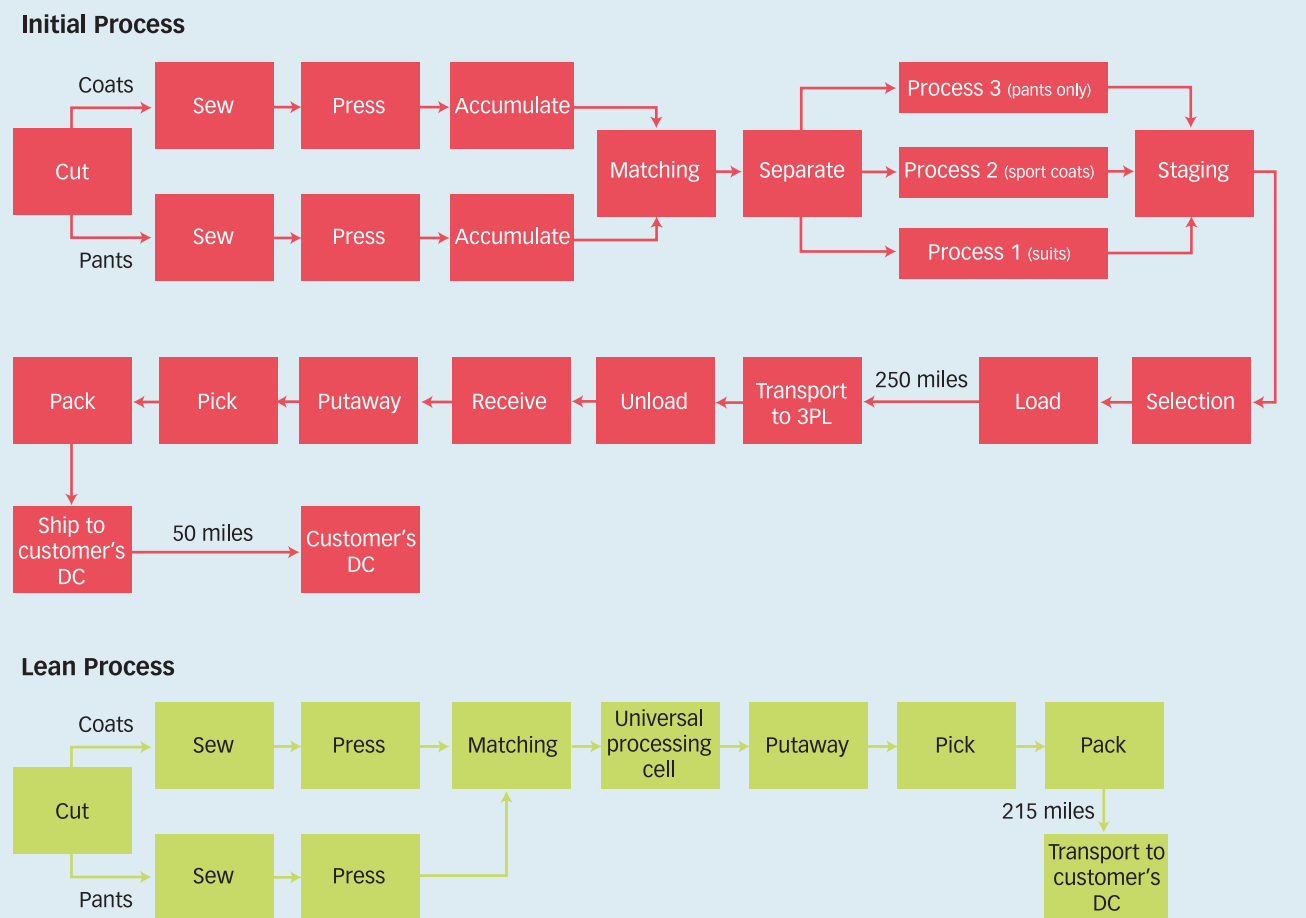 Initial Process
Coats
Sew
Press
Accumulate
Cut
Pants
Sew
Press
Accumulate
Matching
Separate
Process 3 (pants only)
Process 2 (sport coats)
Process 1 (suits)
Staging
Pack
Pick
Putaway
Receive
Unload
Transport
to 3PL
250 miles
Load
Selection
Ship to
customer's
DC
50 miles
Customer's
DC
Lean Process
Coats
Sew
Press
Matching
Universal
processing
cell
Putaway
Pick
Pack
Cut
Pants
Sew
Press
215 miles
Transport to
customer's
DC